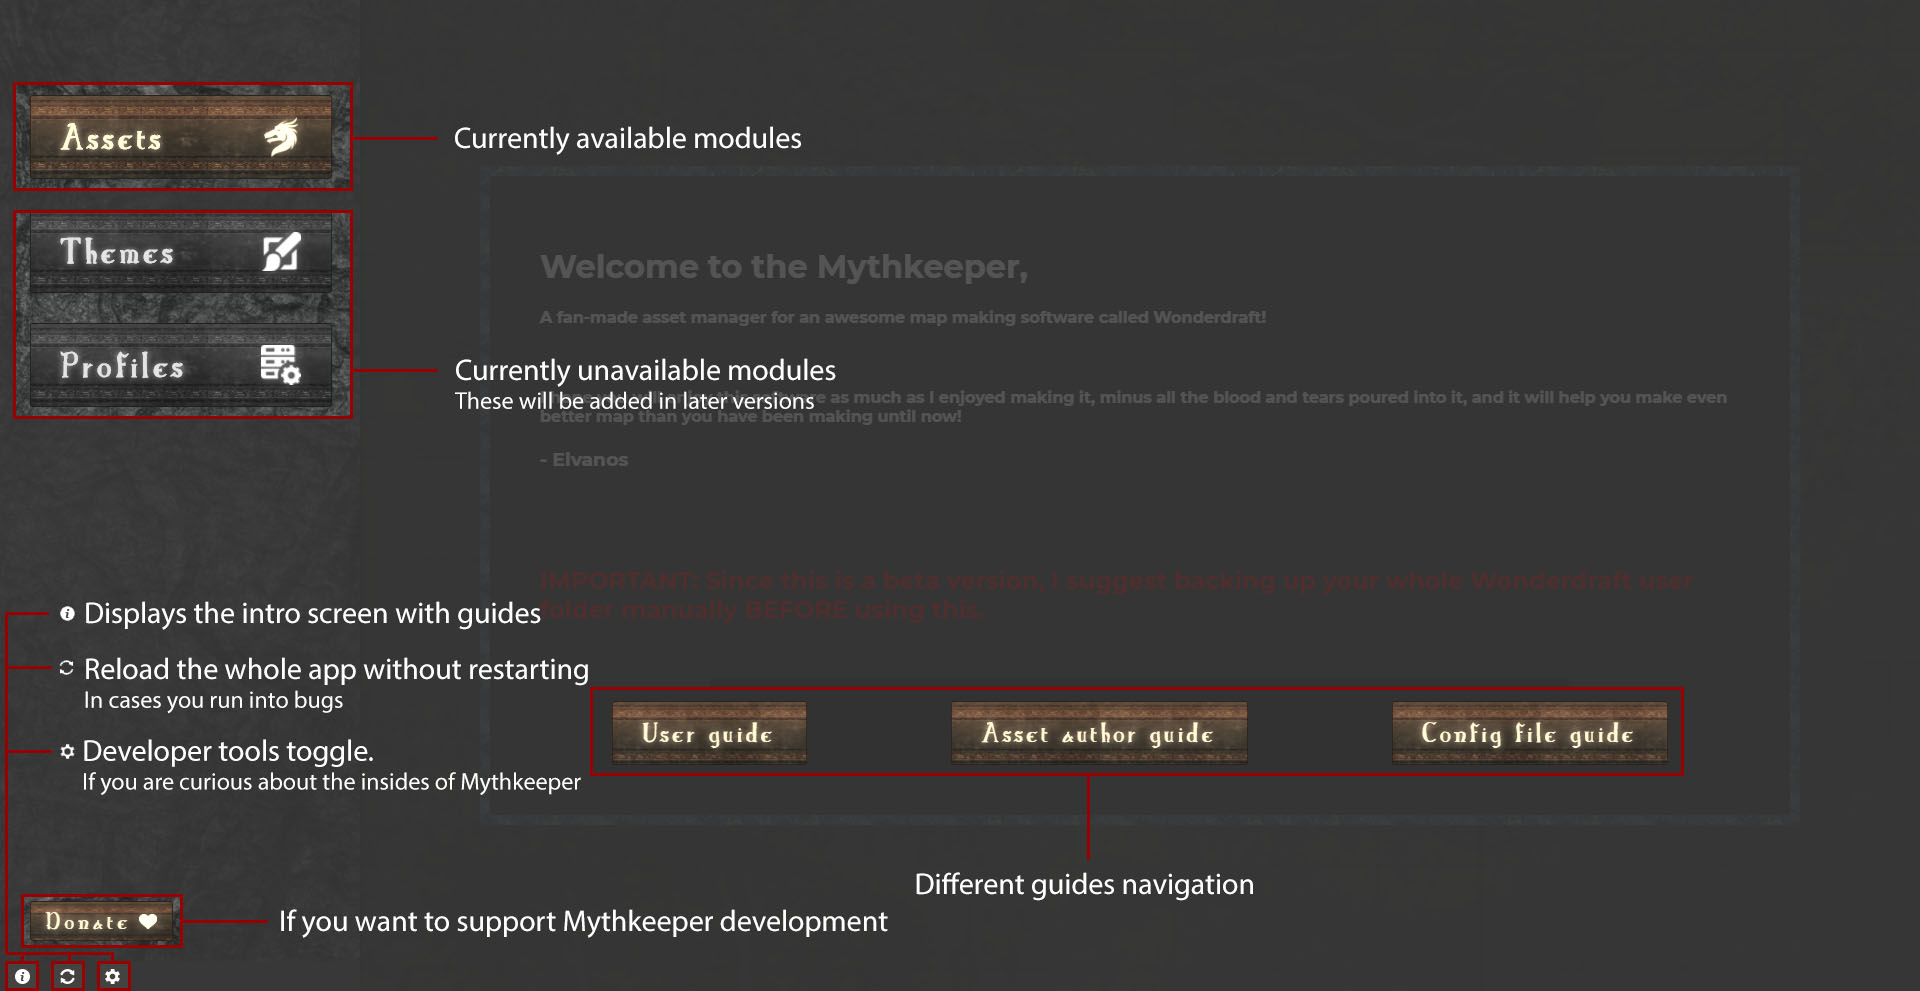 Assets
Currently available modules
Themes
Profiles
Currently unavailable modules
These will be added in later versions
Welcome to the Mythkeeper,
A fan-made asset manager for an awesome map making software called Wonderdraft!
as much as I enjoyed making it, minus all the blood and tears poured into it, and it will help you make even
better map than you have been making until now!
- Elvanos
IMPORTANT: Since this is a beta version, I suggest backing up your whole Wonderdraft user
folder manually BEFORE using this.
Displays the intro screen with guides
Reload the whole app without restarting
In cases you run into bugs
Developer tools toggle.
If you are curious about the insides of Mythkeeper
User guide
Asset author guide
Config file guide
Different guides navigation
Donate
If you want to support Mythkeeper development